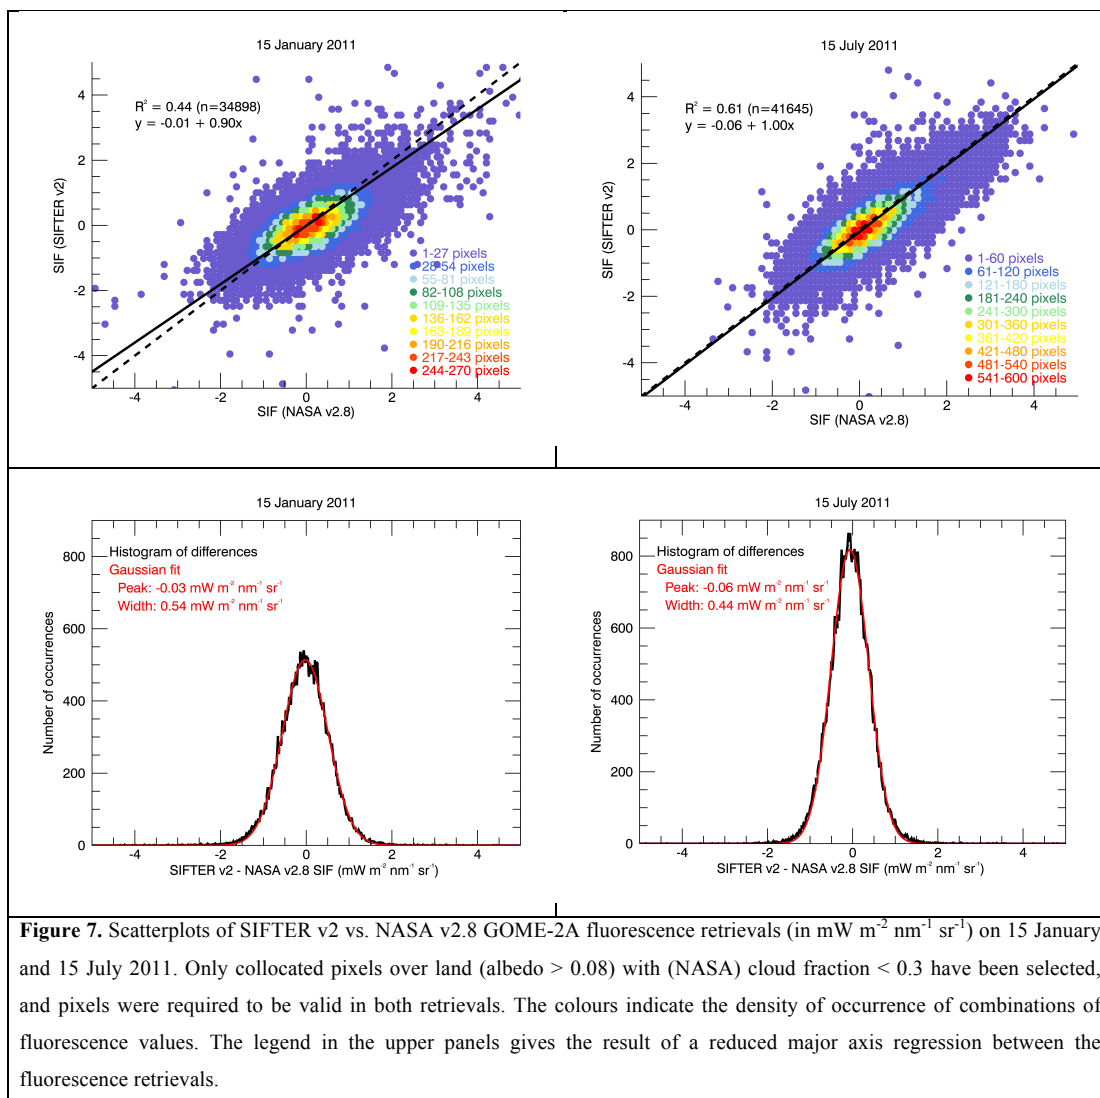 15 January 2011
R² = 0.44 (n=34898)
y = -0.01 + 0.90x
SIF (SIFTER v2)
4
2
0
-2
-4
1-27 pixels
28-54 pixels
55-81 pixels
82-108 pixels
109-135 pixels
136-162 pixels
163-189 pixels
190-216 pixels
217-243 pixels
244-270 pixels
-4 -2 0 2 4
SIF (NASA v2.8)
15 July 2011
R² = 0.61 (n=41645)
y = -0.06 + 1.00x
SIF (SIFTER v2)
4
2
0
-2
-4
1-60 pixels
61-120 pixels
121-180 pixels
181-240 pixels
241-300 pixels
301-360 pixels
361-420 pixels
421-480 pixels
481-540 pixels
541-600 pixels
-4 -2 0 2 4
SIF (NASA v2.8)
15 January 2011
Histogram of differences
Gaussian fit
Peak: -0.03 mW m⁻² nm⁻¹ sr⁻¹
Width: 0.54 mW m⁻² nm⁻¹ sr⁻¹
Number of occurrences
800
600
400
200
0
-4 -2 0 2 4
SIFTER v2 - NASA v2.8 SIF (mW m⁻² nm⁻¹ sr⁻¹)
15 July 2011
Histogram of differences
Gaussian fit
Peak: -0.06 mW m⁻² nm⁻¹ sr⁻¹
Width: 0.44 mW m⁻² nm⁻¹ sr⁻¹
Number of occurrences
800
600
400
200
0
-4 -2 0 2 4
SIFTER v2 - NASA v2.8 SIF (mW m⁻² nm⁻¹ sr⁻¹)
Figure 7. Scatterplots of SIFTER v2 vs. NASA v2.8 GOME-2A fluorescence retrievals (in mW m⁻² nm⁻¹ sr⁻¹) on 15 January
and 15 July 2011. Only collocated pixels over land (albedo > 0.08) with (NASA) cloud fraction < 0.3 have been selected,
and pixels were required to be valid in both retrievals. The colours indicate the density of occurrence of combinations of
fluorescence values. The legend in the upper panels gives the result of a reduced major axis regression between the
fluorescence retrievals.